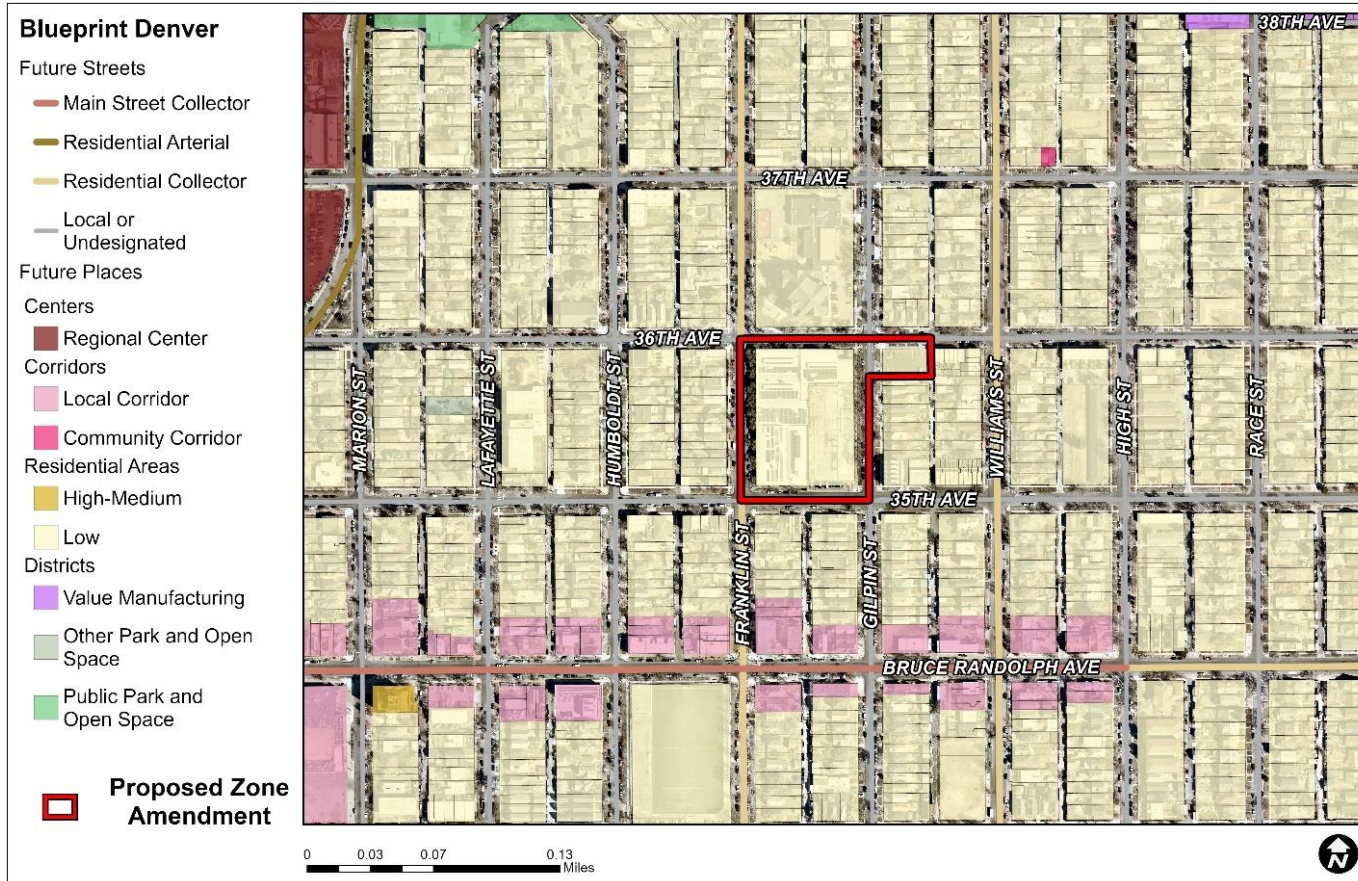 Blueprint Denver
Future Streets
Main Street Collector
Residential Arterial
Residential Collector
Local or
Undesignated
Future Places
Centers
Regional Center
Corridors
Local Corridor
Community Corridor
Residential Areas
High-Medium
Low
Districts
Value Manufacturing
Other Park and Open
Space
Public Park and
Open Space
Proposed Zone
Amendment
38TH AVE
37TH AVE
36TH AVE
MARION ST
LAFAYETTE ST
HUMBOLDT ST
WILLIAMS ST
HIGH ST
RACE ST
35TH AVE
FRANKLIN ST
GILPIN ST
BRUCE RANDOLPH AVE
0 0.03 0.07 0.13
Miles
N